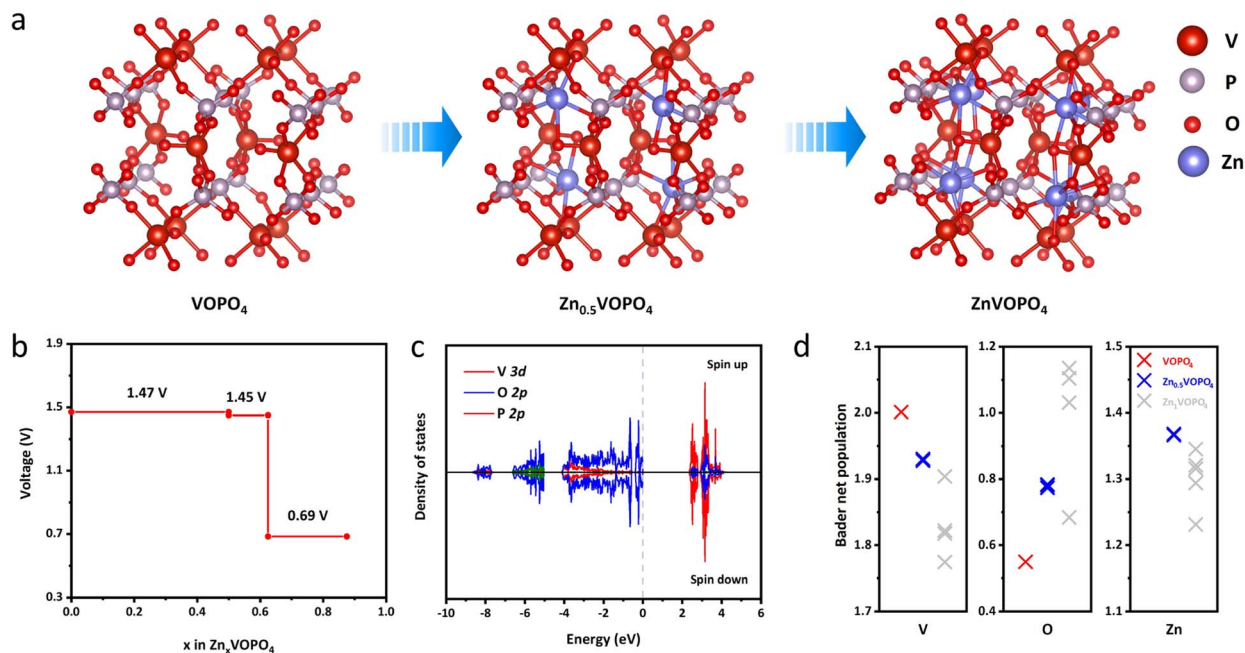 a
V
P
O
Zn
VOPO₄
Zn₀.₅VOPO₄
ZnVOPO₄
b
1.9
1.5
1.1
0.7
0.3
Voltage (V)
1.47 V
1.45 V
0.69 V
0.0 0.2 0.4 0.6 0.8 1.0
x in ZnₓVOPO₄
c
V 3d
O 2p
P 2p
Spin up
Spin down
Density of states
-10 -8 -6 -4 -2 0 2 4 6
Energy (eV)
d
Bader net population
2.1
2.0
1.9
1.8
1.7
V
1.2
1.0
0.8
0.6
0.4
O
1.5
1.4
1.3
1.2
1.1
Zn
VOPO₄
Zn₀.₅VOPO₄
Zn₁VOPO₄